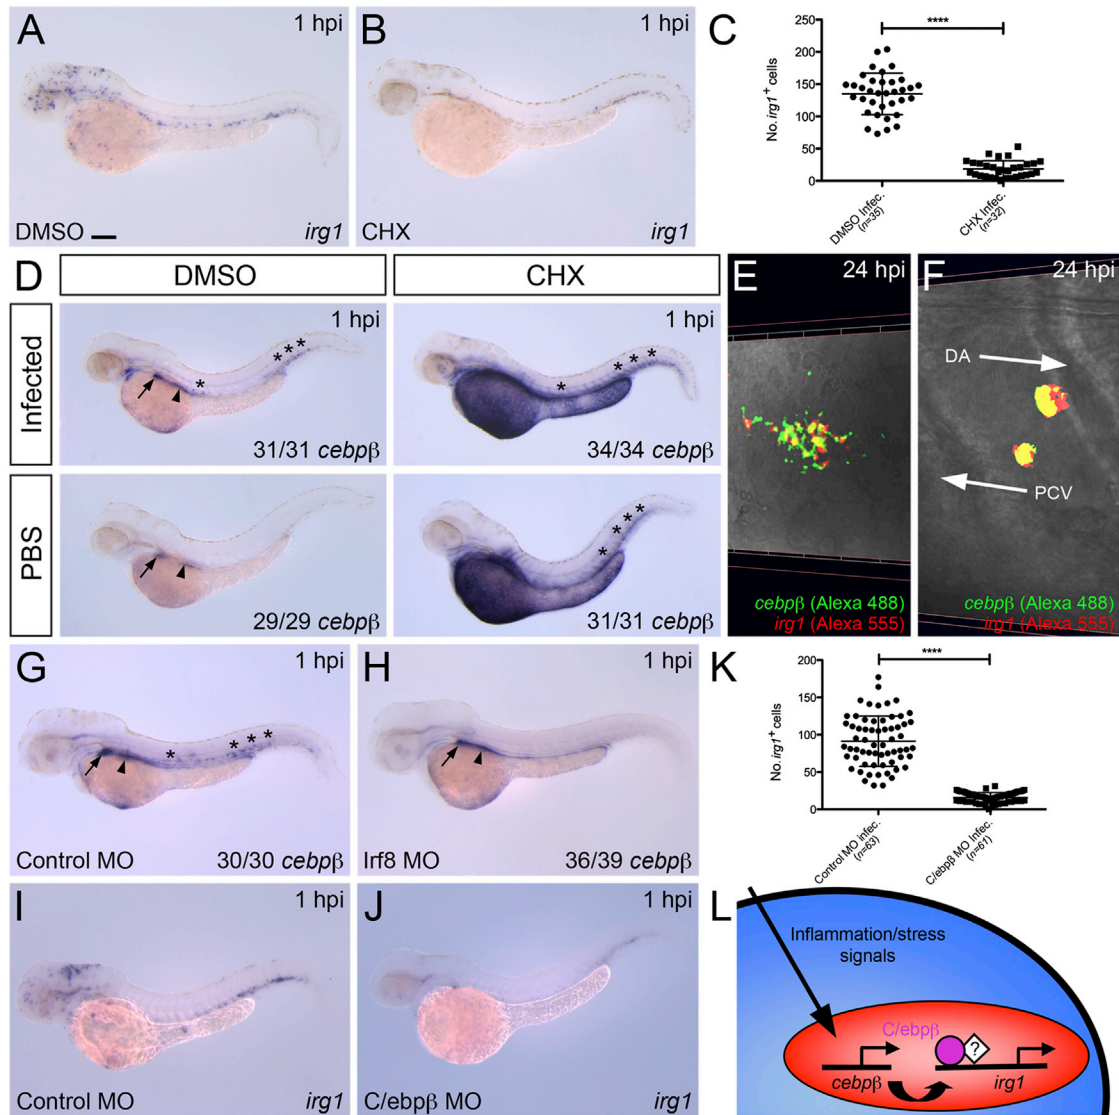 A
1 hpi
DMSO
irg1
B
1 hpi
CHX
irg1
C
****
No. irg1+ cells
250
200
150
100
50
0
DMSO Infec.
(n=35)
CHX Infec.
(n=32)
D
DMSO
CHX
Infected
1 hpi
* * * *
31/31 cebpβ
1 hpi
* * * *
34/34 cebpβ
PBS
29/29 cebpβ
* * * *
31/31 cebpβ
E
24 hpi
cebpβ (Alexa 488)
irg1 (Alexa 555)
F
24 hpi
DA
PCV
cebpβ (Alexa 488)
irg1 (Alexa 555)
G
1 hpi
* * * *
Control MO
30/30 cebpβ
H
1 hpi
Irf8 MO
36/39 cebpβ
I
1 hpi
Control MO
irg1
J
1 hpi
C/ebpβ MO
irg1
K
****
No. irg1+ cells
200
150
100
50
0
Control MO infec.
(n=63)
C/ebpβ MO Infec.
(n=61)
L
Inflammation/stress
signals
C/ebpβ
?
cebpβ
irg1